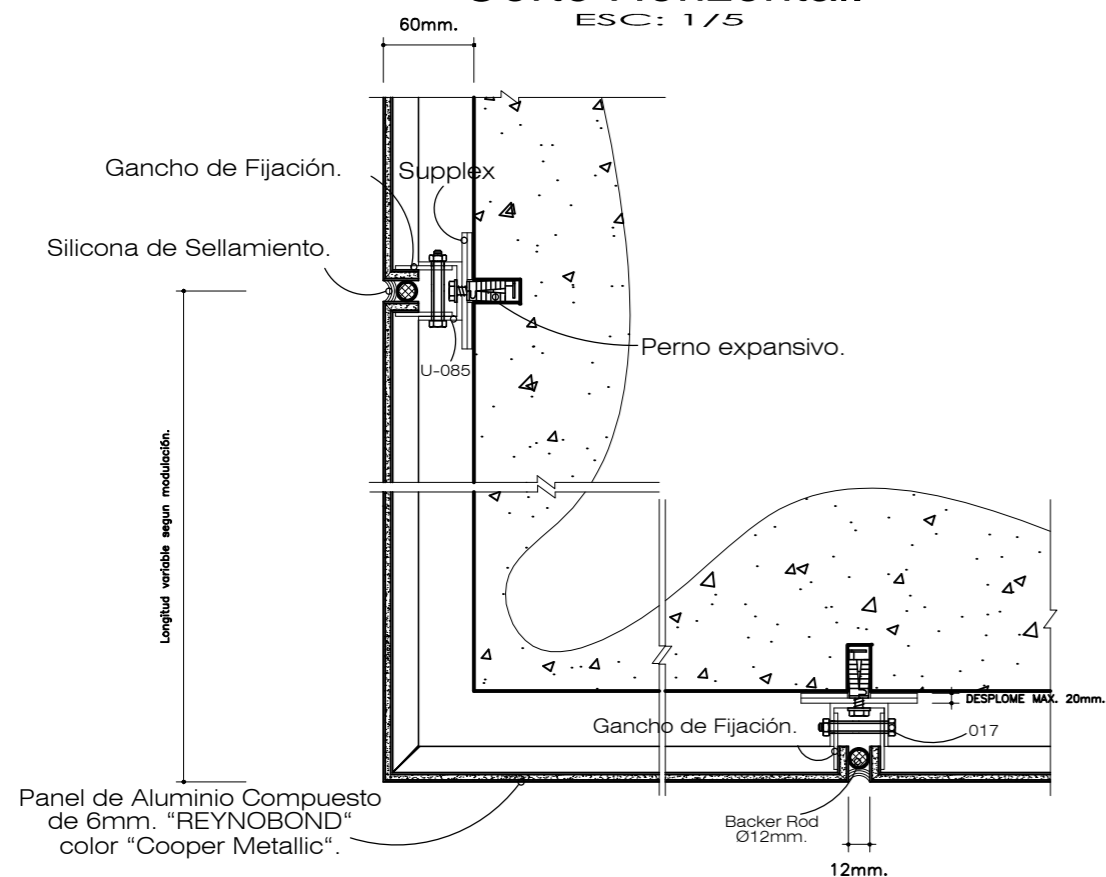 ESC: 1/5
60mm.
Gancho de Fijación.
Supplex
Silicona de Sellamiento.
Perno expansivo.
U-085
Longitud variable segun modulación.
DESPLOME MAX. 20mm.
Gancho de Fijación.
017
Panel de Aluminio Compuesto
de 6mm. “REYNOBOND“
color “Cooper Metallic“.
Backer Rod
Ø12mm.
12mm.